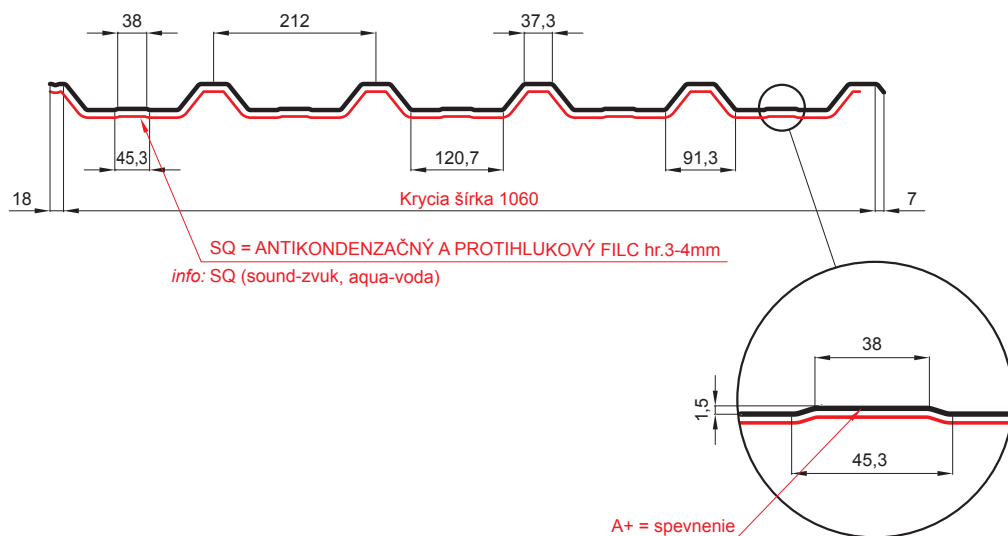 38 212 37,3
45,3 120,7 91,3
18 Krycia šírka 1060 7
SQ = ANTIKONDENZAČNÝ A PROTIHLUKOVÝ FILC hr.3-4mm
info: SQ (sound-zvuk, aqua-voda)
38
1,5
45,3
A+ = spevnenie